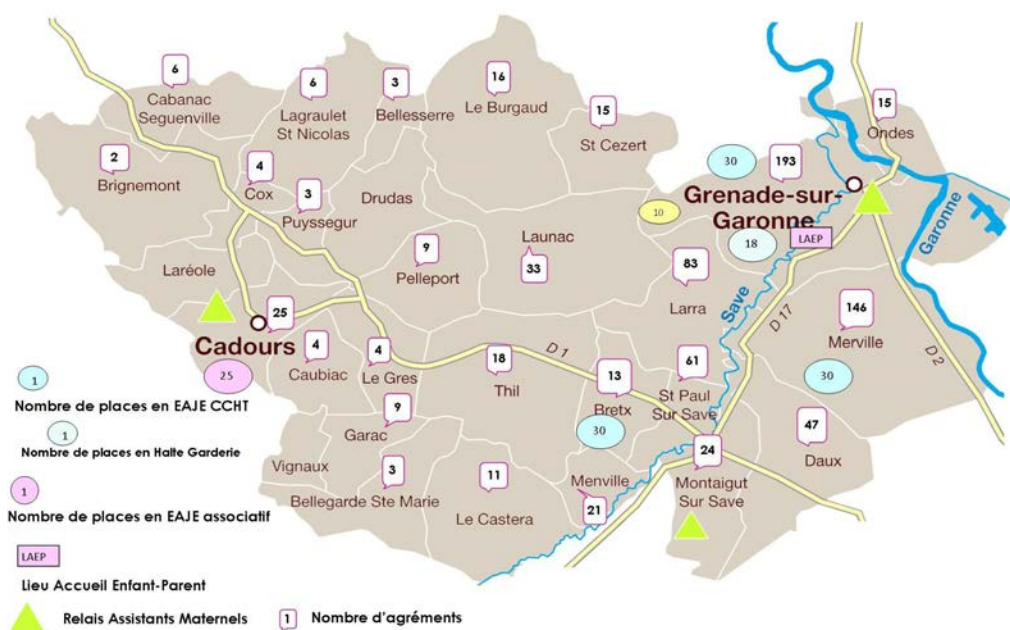 6
Cabanac
Seguenville
6
Lagraulet
St Nicolas
3
Bellesserre
16
Le Burgaud
15
St Cezert
15
Ondes
2
Brignemont
4
Cox
3
Puyssegur
Drudas
30
193
Grenade-sur-
Garonne
10
18
LAEP
Garonne
9
Pelleport
Launac
33
83
Larra
Save
D 17
146
Merville
D 2
Laréole
25
Cadours
25
4
Caubiac
4
Le Gres
18
Thil
D 1
13
Bretx
61
St Paul
Sur Save
30
30
9
Garac
47
Daux
Vignaux
3
Bellegarde Ste Marie
11
Le Castera
Menville
21
24
Montaigut
Sur Save
1
Nombre de places en EAJE CCHT
1
Nombre de places en Halte Garderie
1
Nombre de places en EAJE associatif
LAEP
Lieu Accueil Enfant-Parent
Relais Assistants Maternels
1 Nombre d'agréments